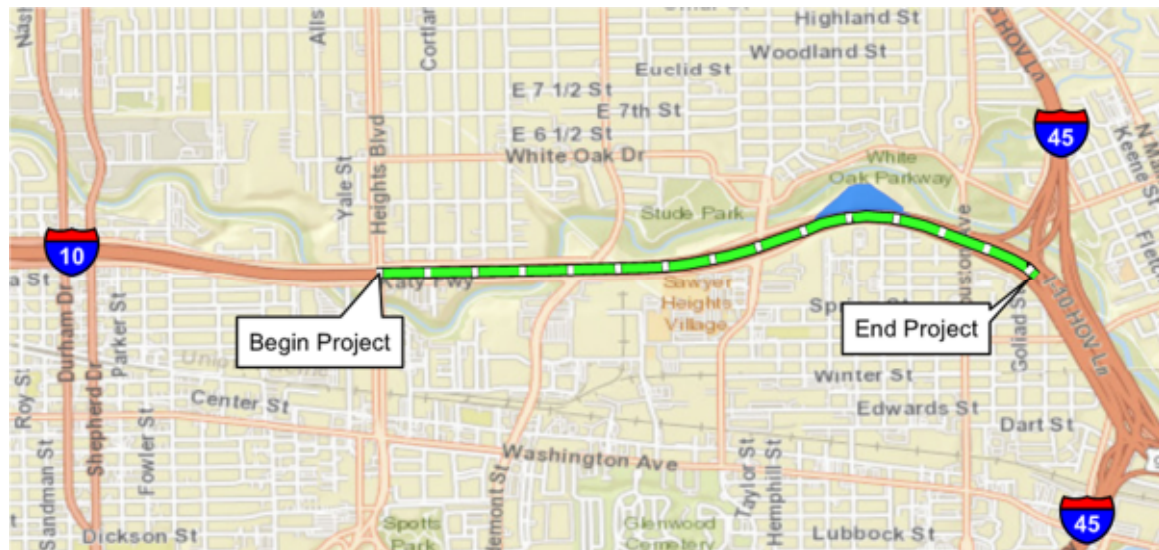 Highland St
Woodland St
Euclid St
E 7 1/2 St
E 7th St
E 6 1/2 St
White Oak Dr
White
Oak Parkway
Stude Park
Yale St
Heights Blvd
HOV Ln
45
Keene St
10
Katy Fwy
Begin Project
Sawyer
Heights
Village
End Project
Goliad St
I-10 HOV Ln
Durham Dr
Shepherd Dr
Parker St
Roy St
Center St
Fowler St
Sandman St
Winter St
Edwards St
Dart St
Washington Ave
Taylor St
Hemphill St
Dickson St
Spotts
Park
Glenwood
Cemetery
Lubbock St
45